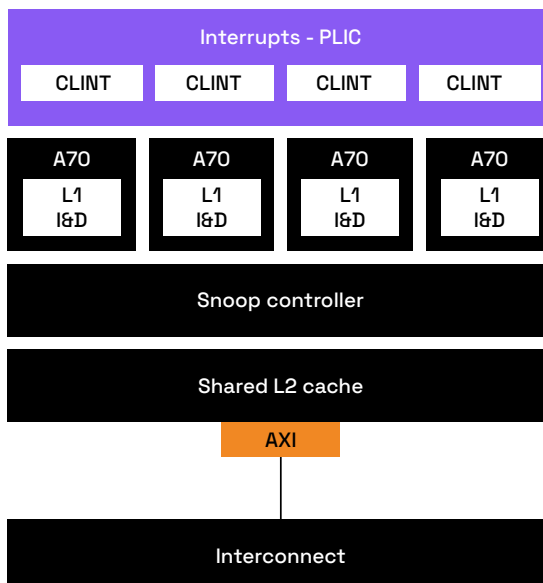 Interrupts - PLIC
CLINT CLINT CLINT CLINT
A70 A70 A70 A70
L1 L1 L1 L1
I&D I&D I&D I&D
Snoop controller
Shared L2 cache
AXI
Interconnect